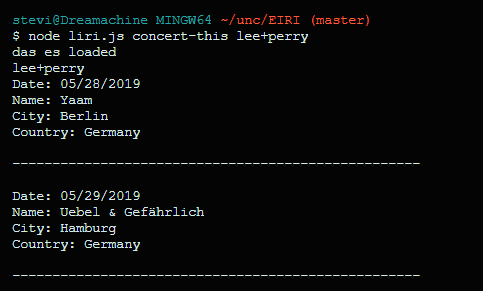 stevi@Dreamachine MINGW64 ~/unc/EIRI (master)
$ node liri.js concert-this lee+perry
das es loaded
lee+perry
Date: 05/28/2019
Name: Yaam
City: Berlin
Country: Germany
---------------------------------------------------
Date: 05/29/2019
Name: Uebel & Gefährlich
City: Hamburg
Country: Germany
---------------------------------------------------